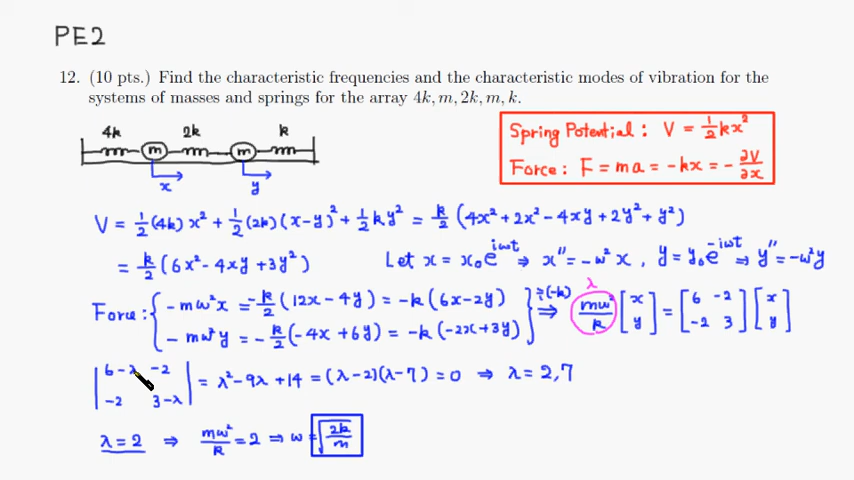 PE2
12. (10 pts.) Find the characteristic frequencies and the characteristic modes of vibration for the
systems of masses and springs for the array 4k, m, 2k, m, k.
4k 2k k
m m
x y
Spring Potential: V = ½kx²
Force: F = ma = -kx = -∂V/∂x
V = ½(4k)x² + ½(2k)(x-y)² + ½ky² = k/2 (4x² + 2x² - 4xy + 2y² + y²)
= k/2 (6x² - 4xy + 3y²) Let x = x₀e^{iωt} ⇒ x'' = -ω²x, y = y₀e^{-iωt} ⇒ y'' = -ω²y
Force: { -mω²x = -k/2 (12x - 4y) = -k(6x - 2y)
-mω²y = -k/2 (-4x + 6y) = -k(-2x + 3y) } ÷(-k) ⇒ λ mω²/k [x y] = [6 -2 -2 3] [x y]
|6-λ -2 -2 3-λ| = λ² - 9λ + 14 = (λ-2)(λ-7) = 0 ⇒ λ = 2, 7
λ = 2 ⇒ mω²/k = 2 ⇒ ω = √(2k/m)